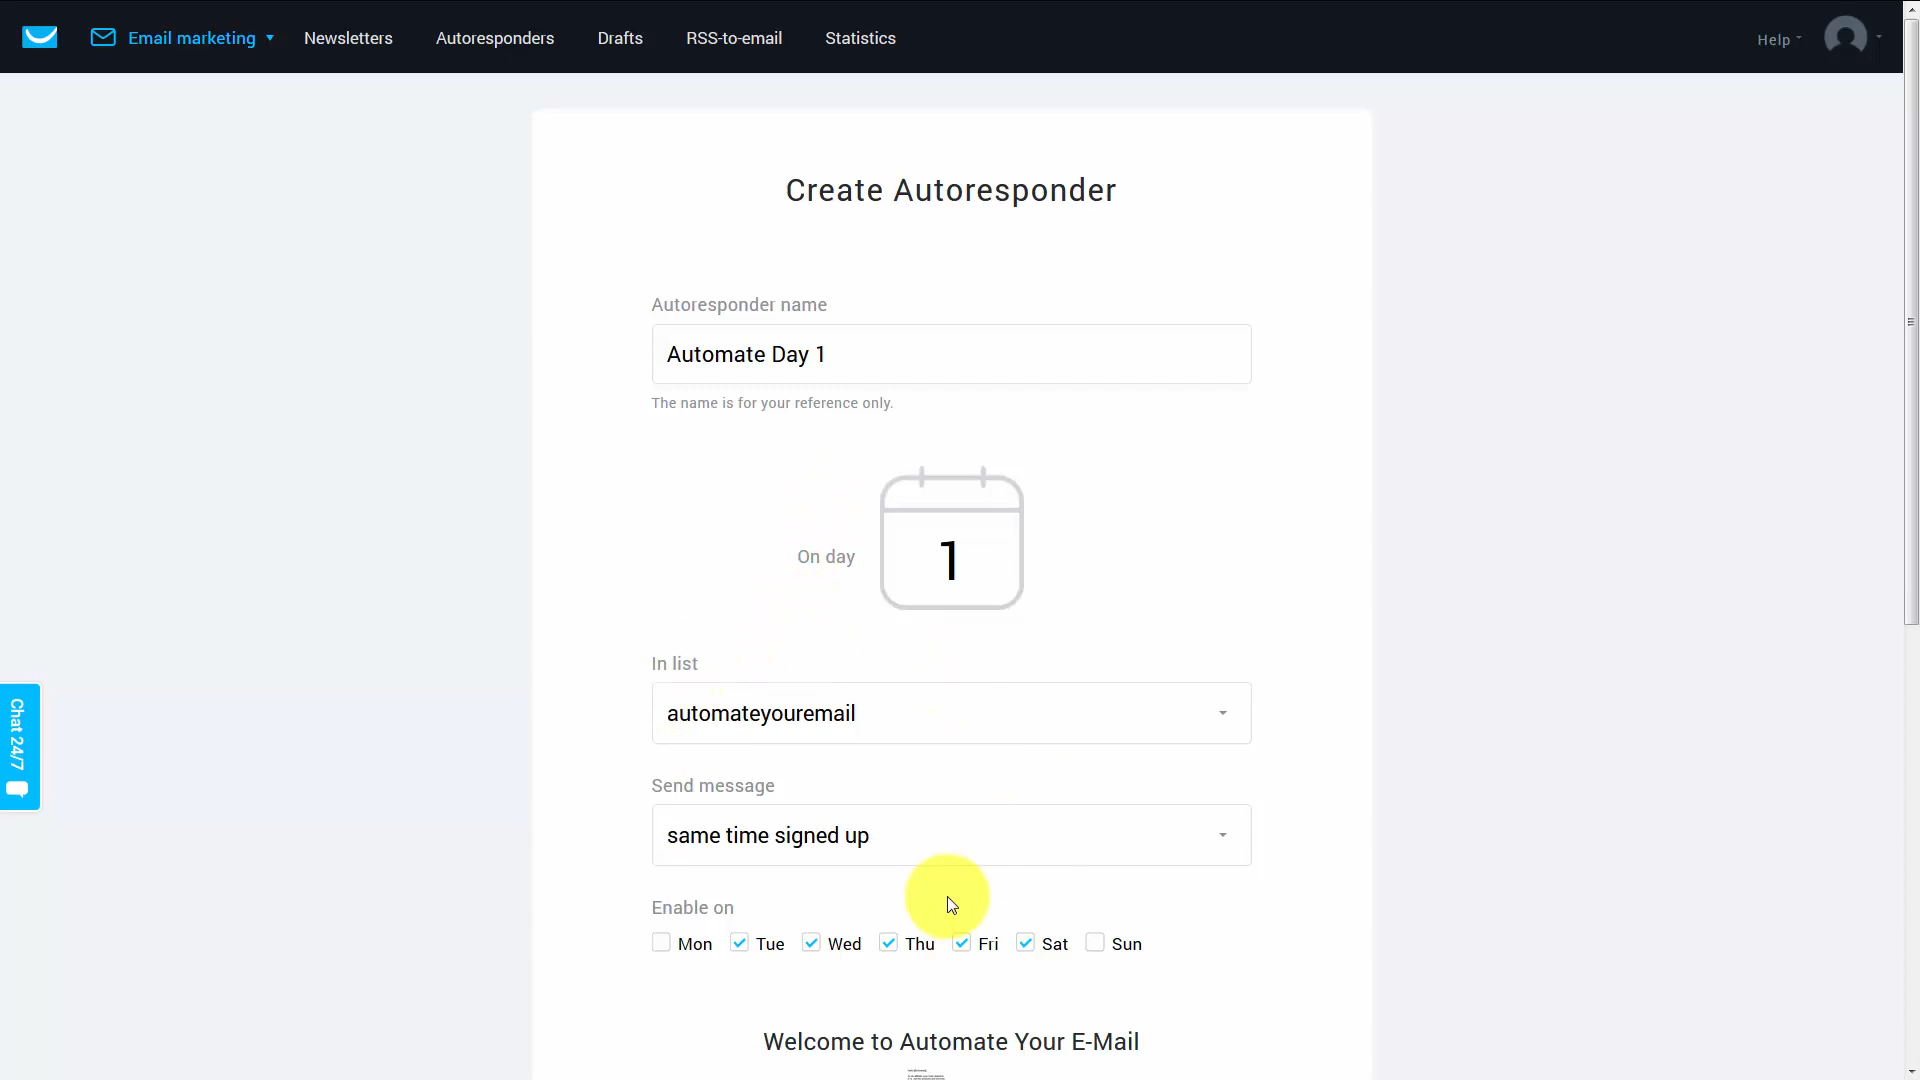 Email marketing Newsletters Autoresponders Drafts RSS-to-email Statistics Help
Create Autoresponder
Autoresponder name
Automate Day 1
The name is for your reference only.
On day 1
In list
automateyouremail
Chat 24/7
Send message
same time signed up
Enable on
Mon Tue Wed Thu Fri Sat Sun
Welcome to Automate Your E-Mail